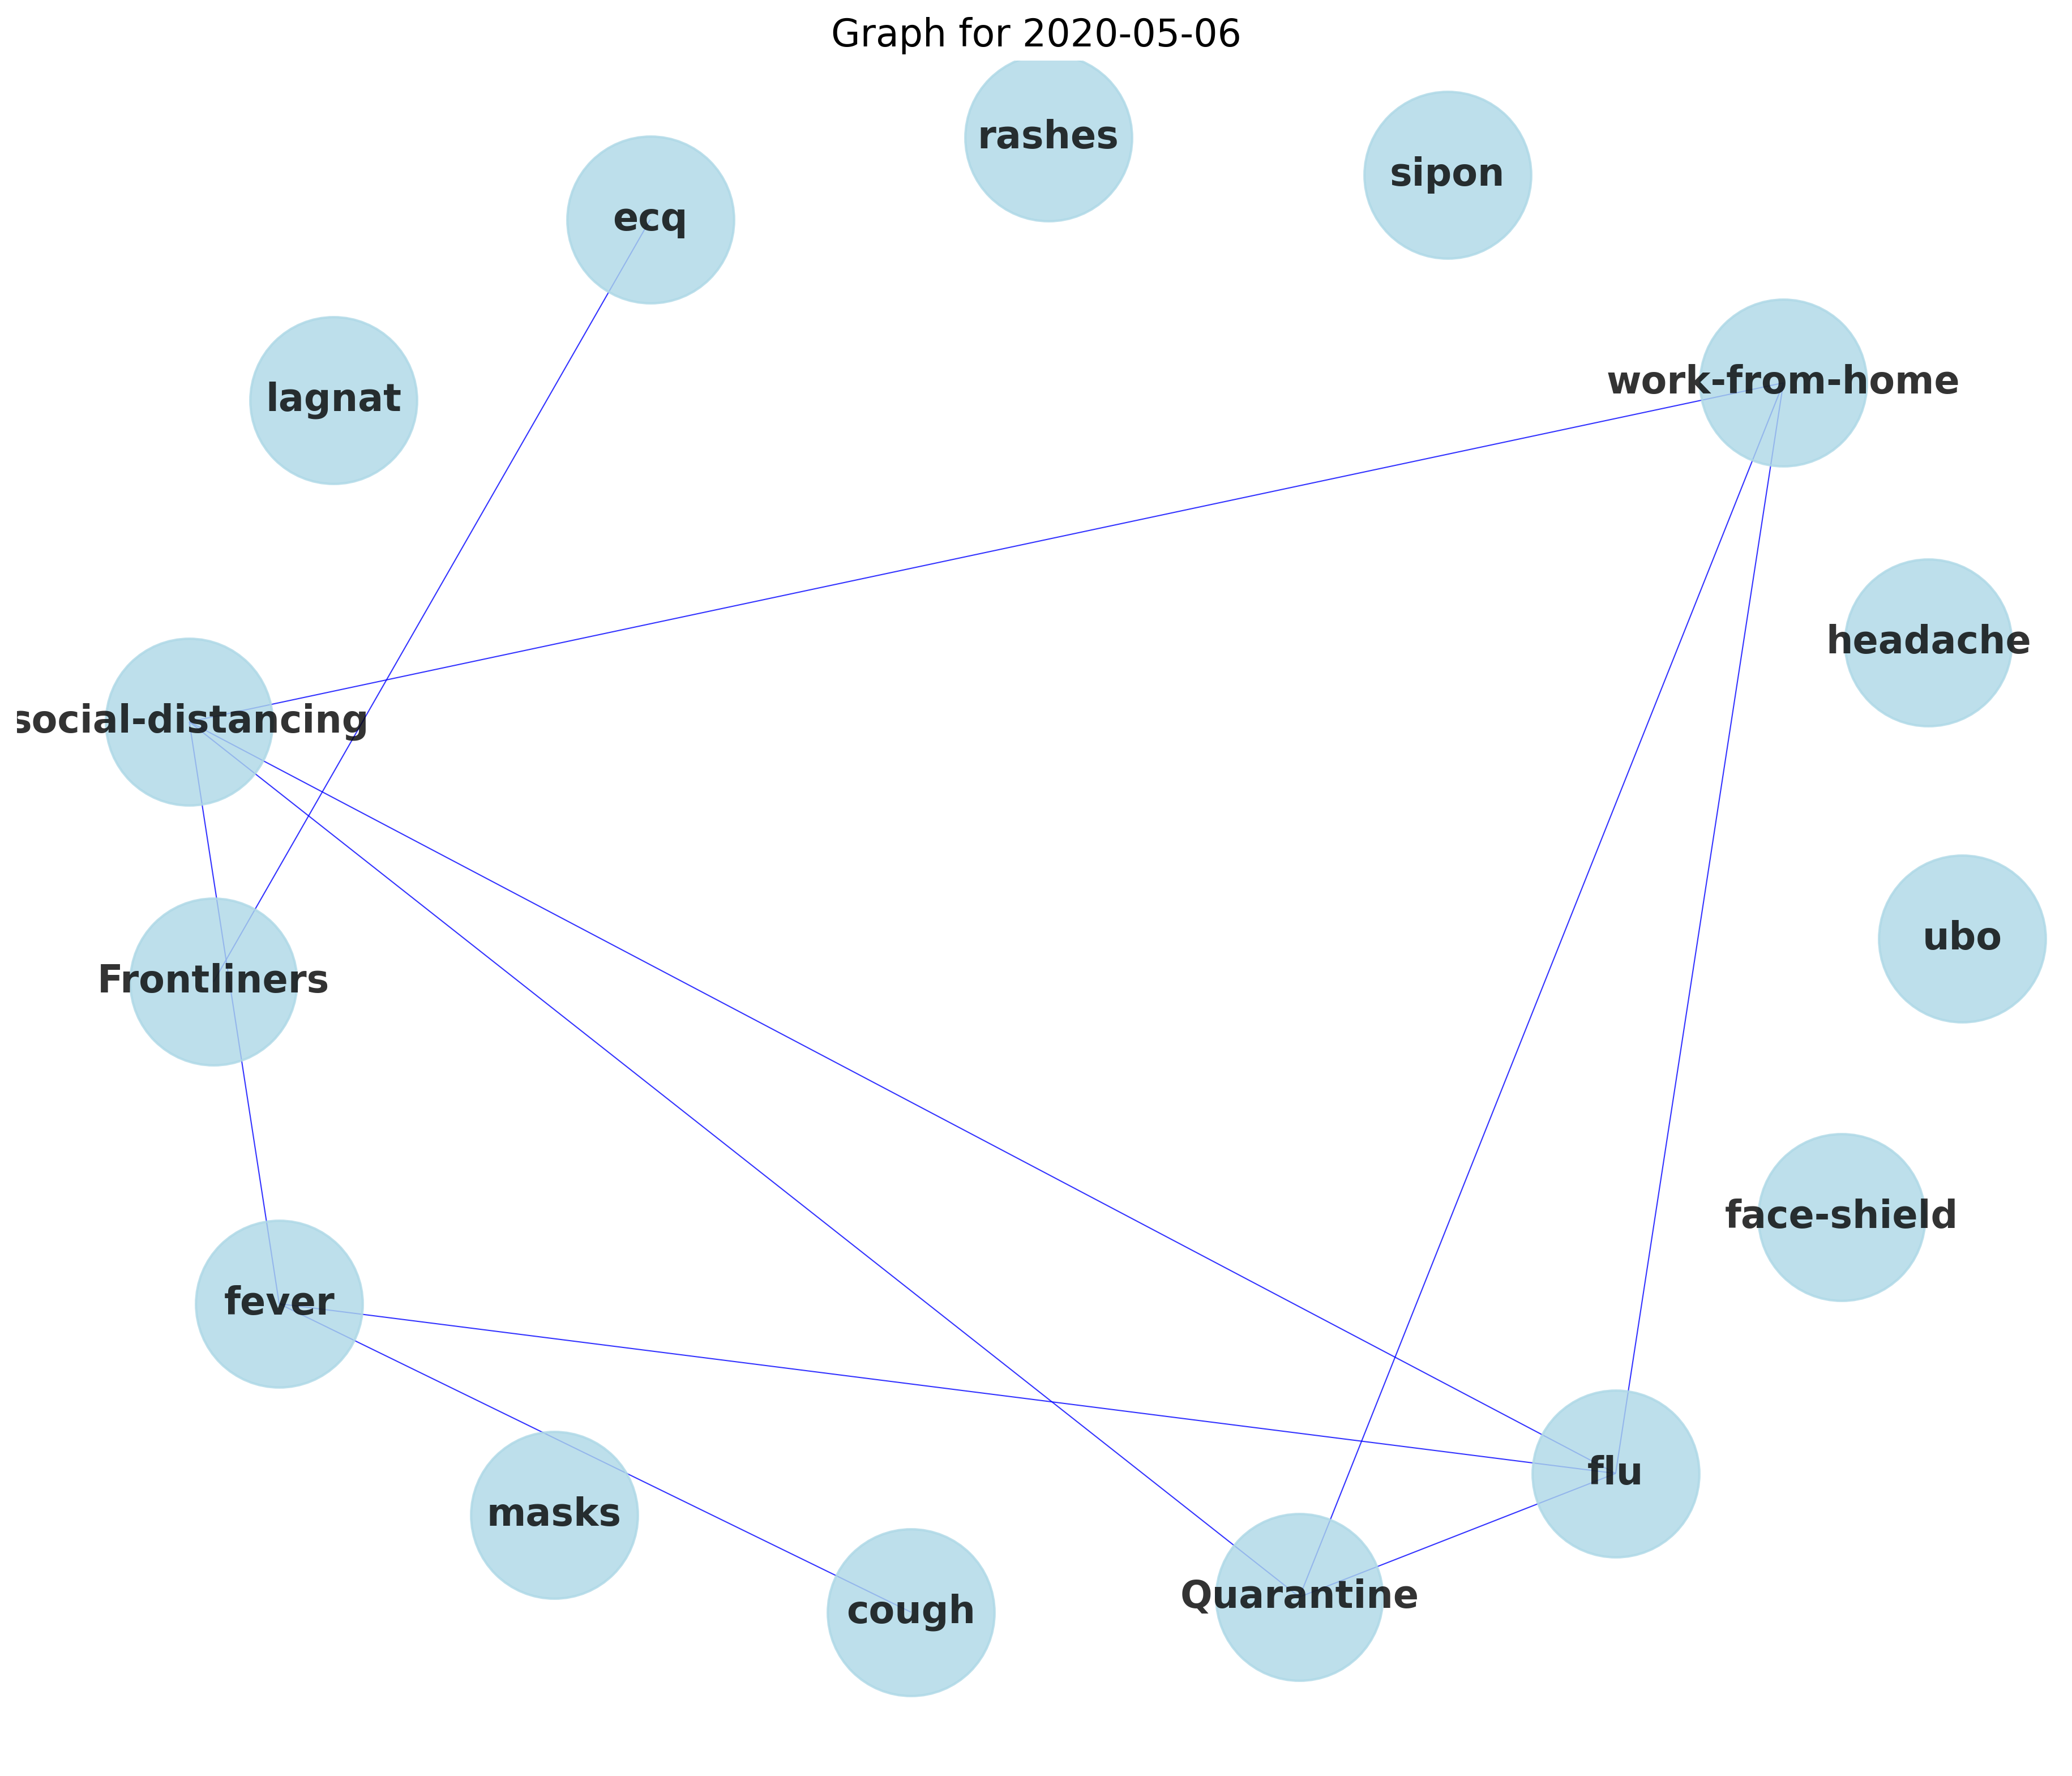 Graph for 2020-05-06
rashes
sipon
ecq
work-from-home
lagnat
headache
social-distancing
ubo
Frontliners
face-shield
fever
flu
masks
Quarantine
cough